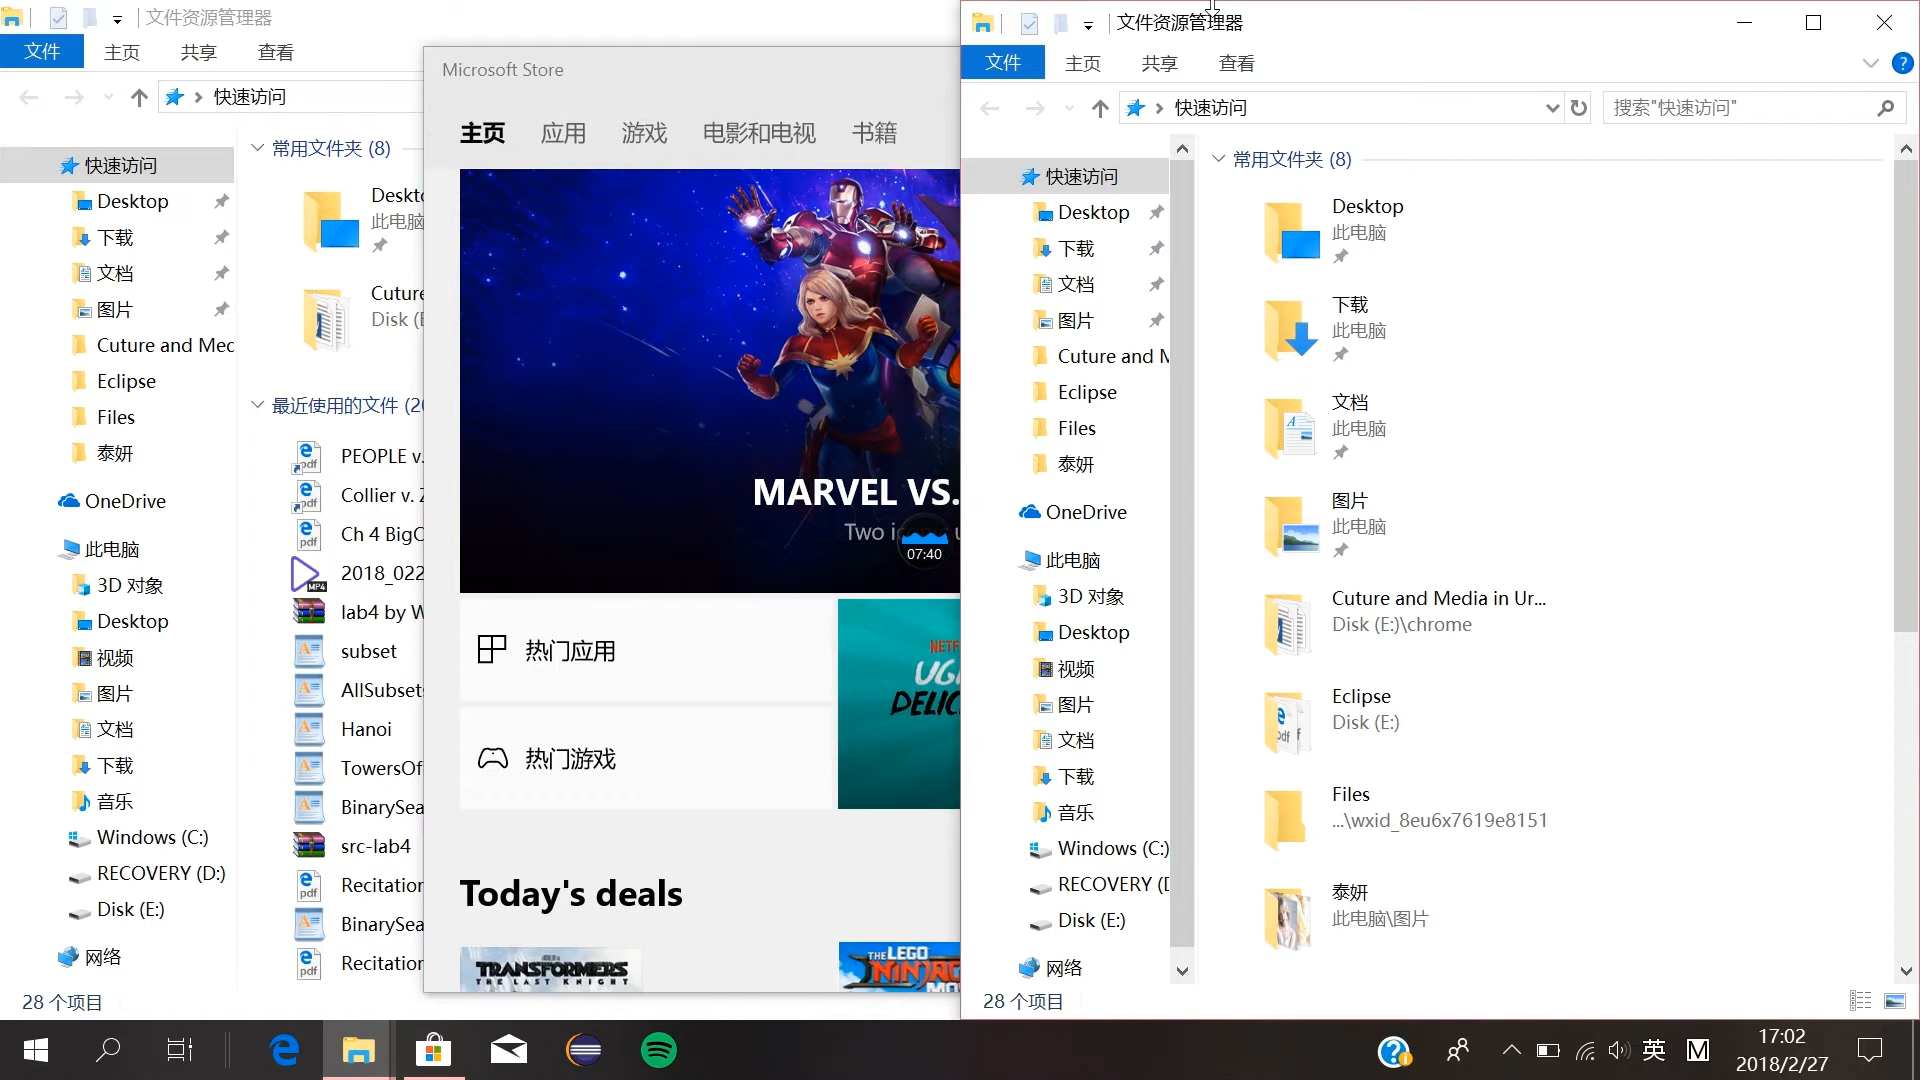 文件资源管理器
文件 主页 共享 查看
快速访问
快速访问
Desktop
下载
文档
图片
Cuture and Med
Eclipse
Files
泰妍
OneDrive
此电脑
3D 对象
Desktop
视频
图片
文档
下载
音乐
Windows (C:)
RECOVERY (D:)
Disk (E:)
网络
28 个项目
常用文件夹 (8)
此电脑
Cuture
Disk (E
最近使用的文件 (2
PEOPLE v.
Collier v. Z
Ch 4 BigC
2018_022
lab4 by W
subset
AllSubset
Hanoi
TowersOf
BinarySea
src-lab4
Recitation
BinarySea
Recitation
Microsoft Store
主页 应用 游戏 电影和电视 书籍
MARVEL VS.
Two
07:40
热门应用
热门游戏
NETF
UG
DELIC
Today's deals
TRANSFORMERS
THE LAST KNIGHT
THE LEGO
NINJA
MO
文件资源管理器
文件 主页 共享 查看
快速访问
搜索"快速访问"
快速访问
Desktop
下载
文档
图片
Cuture and M
Eclipse
Files
泰妍
OneDrive
此电脑
3D 对象
Desktop
视频
图片
文档
下载
音乐
Windows (C:)
RECOVERY (D
Disk (E:)
网络
28 个项目
常用文件夹 (8)
Desktop
此电脑
下载
此电脑
文档
此电脑
图片
此电脑
Cuture and Media in Ur...
Disk (E:)\chrome
Eclipse
Disk (E:)
Files
...\wxid_8eu6x7619e8151
泰妍
此电脑\图片
英 M
17:02
2018/2/27